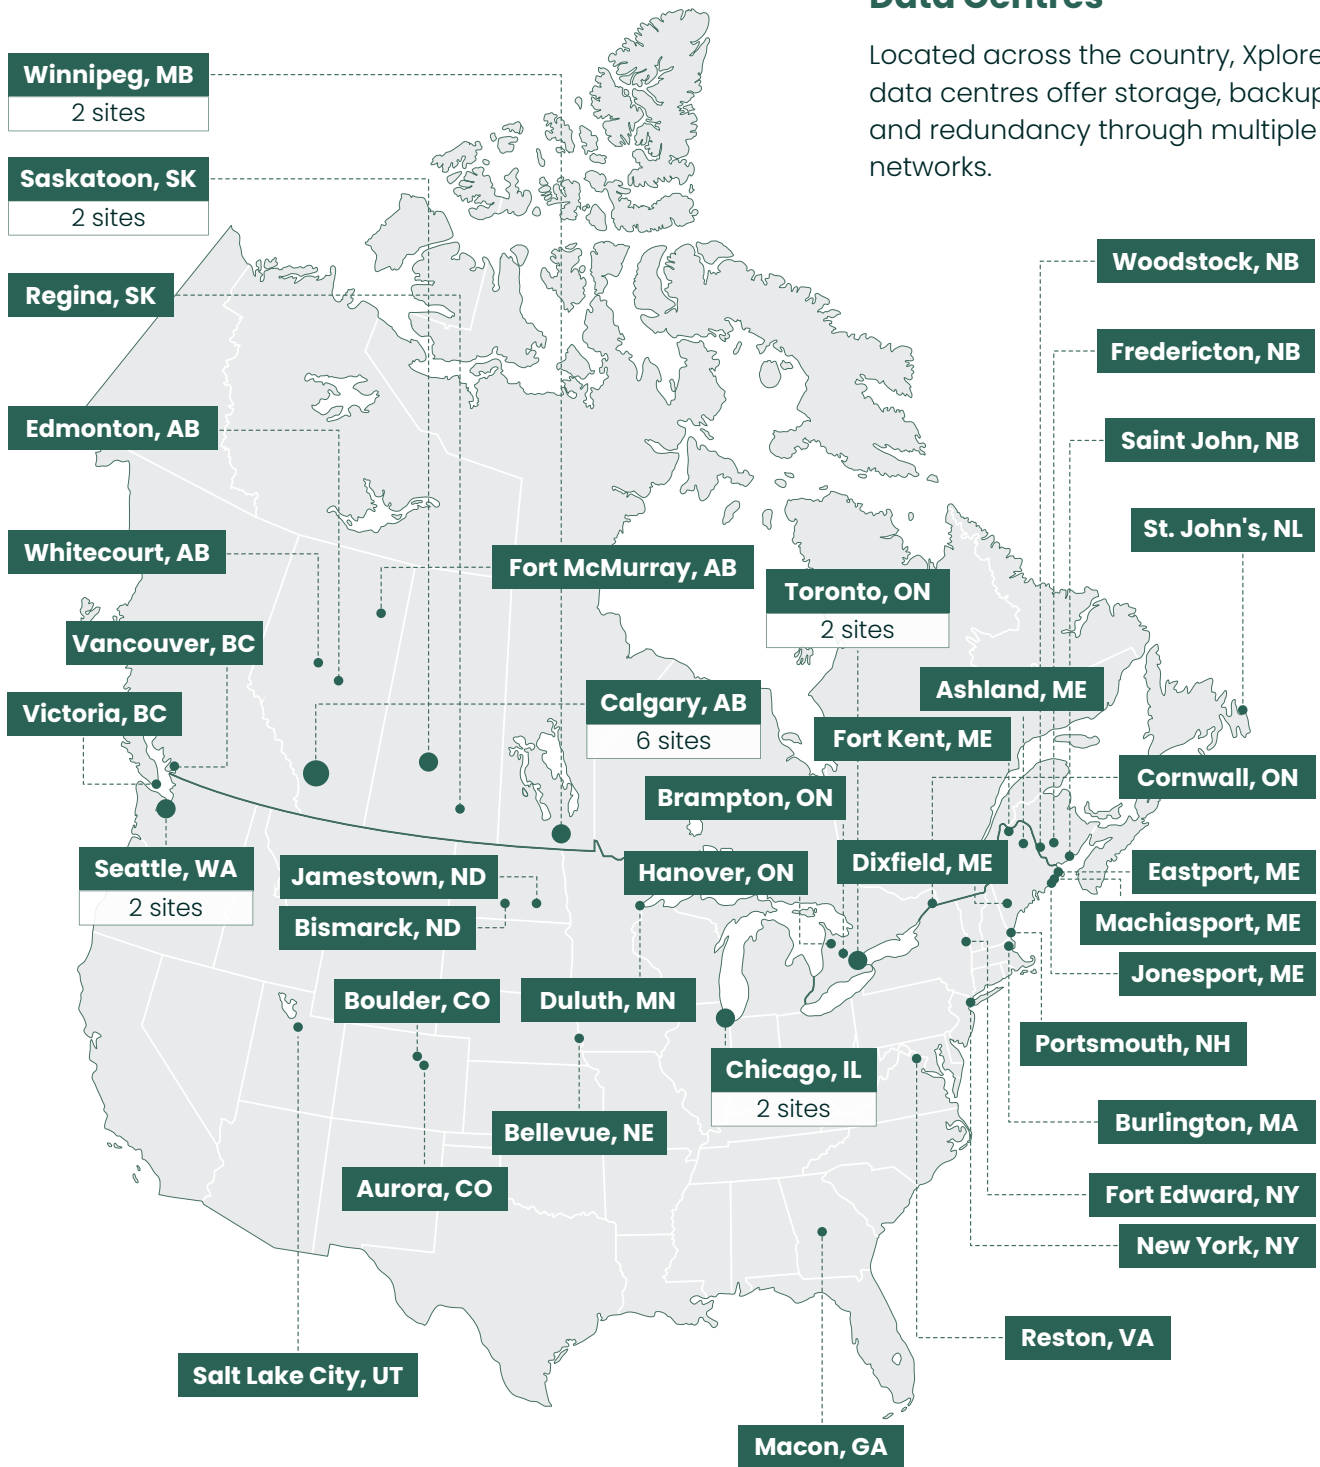 Data Centres
Located across the country, Xplore
data centres offer storage, backup
and redundancy through multiple
networks.
Winnipeg, MB
2 sites
Saskatoon, SK
2 sites
Regina, SK
Edmonton, AB
Whitecourt, AB
Vancouver, BC
Victoria, BC
Seattle, WA
2 sites
Fort McMurray, AB
Toronto, ON
2 sites
Calgary, AB
6 sites
Ashland, ME
Fort Kent, ME
Brampton, ON
Hanover, ON
Dixfield, ME
Jamestown, ND
Bismarck, ND
Boulder, CO
Duluth, MN
Chicago, IL
2 sites
Bellevue, NE
Aurora, CO
Salt Lake City, UT
Macon, GA
Woodstock, NB
Fredericton, NB
Saint John, NB
St. John's, NL
Cornwall, ON
Eastport, ME
Machiasport, ME
Jonesport, ME
Portsmouth, NH
Burlington, MA
Fort Edward, NY
New York, NY
Reston, VA